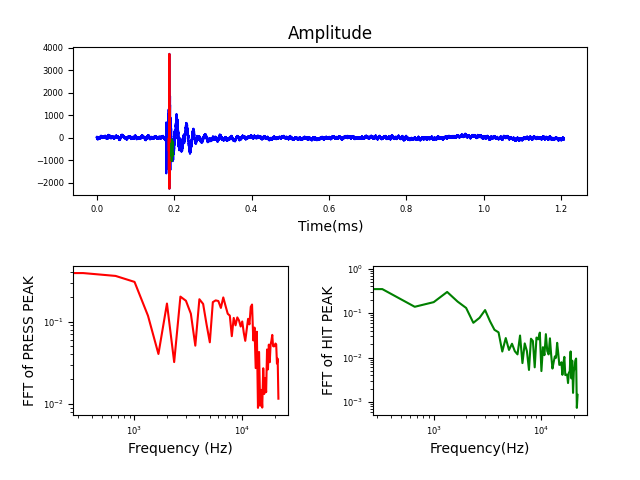 Amplitude
4000
3000
2000
1000
0
−1000
−2000
0.0 0.2 0.4 0.6 0.8 1.0 1.2
Time(ms)
FFT of PRESS PEAK
10⁻¹
10⁻²
10³ 10⁴
Frequency (Hz)
FFT of HIT PEAK
10⁰
10⁻¹
10⁻²
10⁻³
10³ 10⁴
Frequency(Hz)